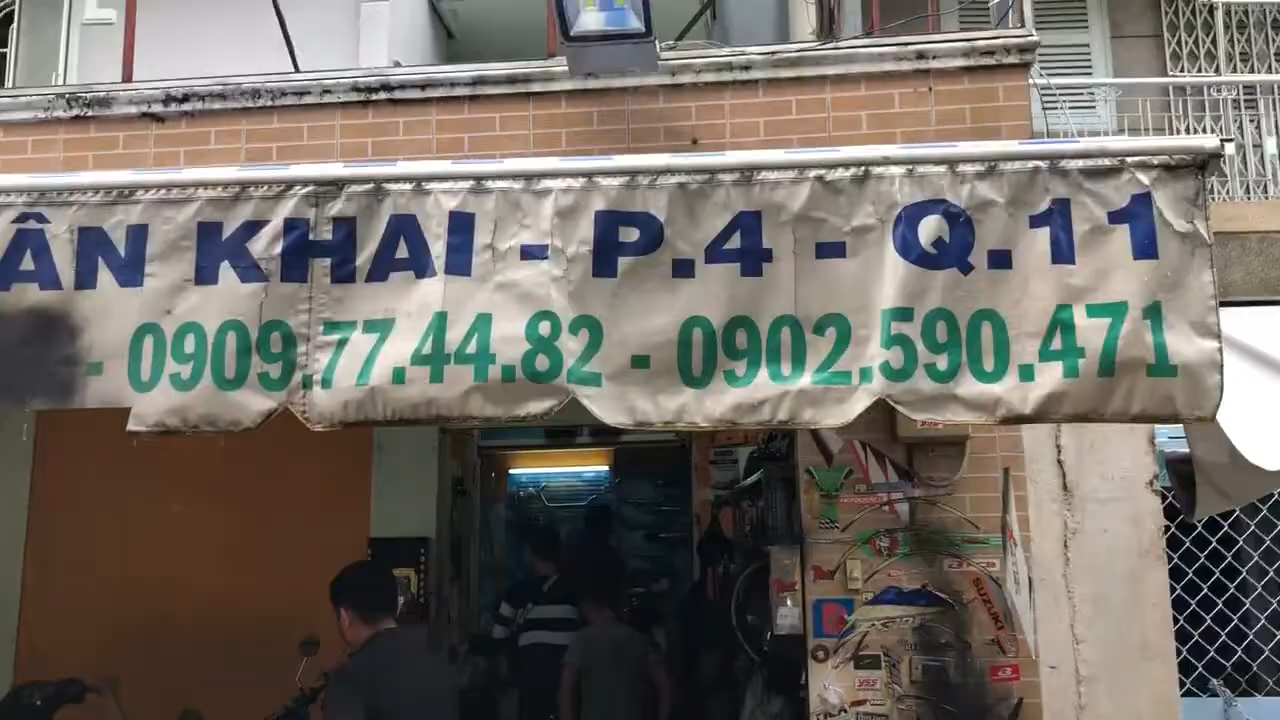 ÂN KHAI - P.4 - Q.11
- 0909.77.44.82 - 0902.590.471
SUZUKI
YSS